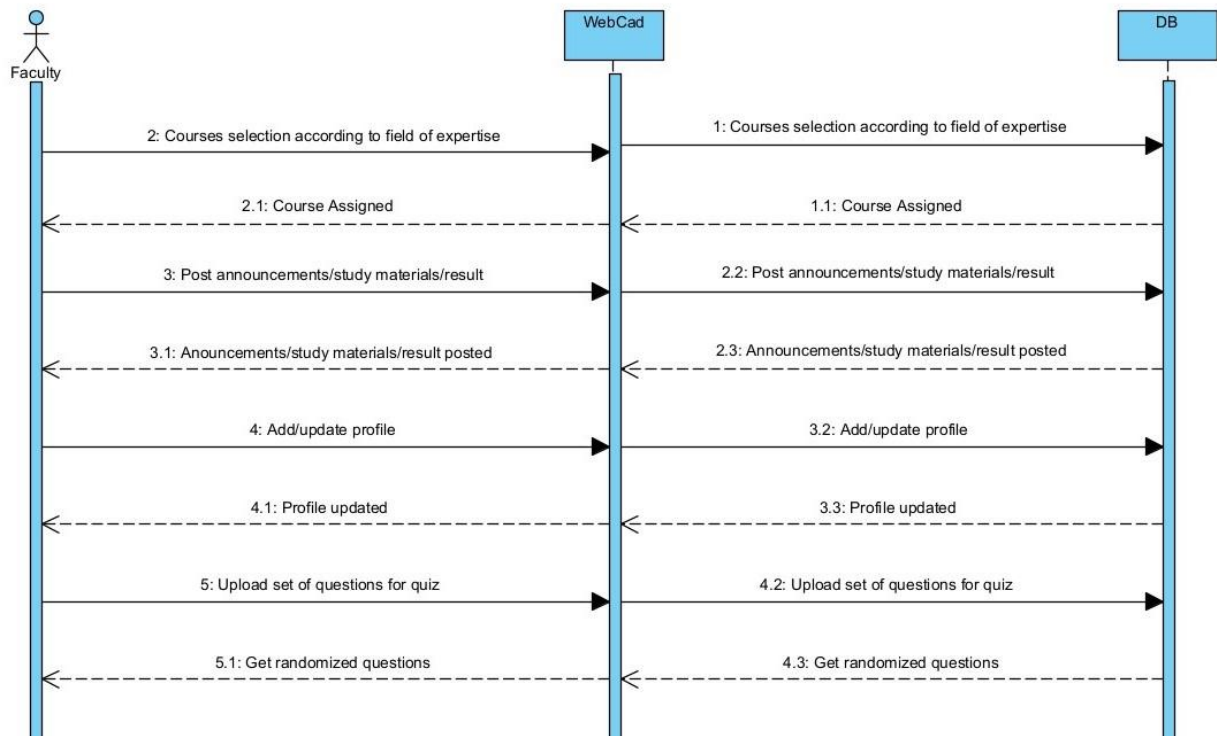 WebCad
DB
Faculty
2: Courses selection according to field of expertise
1: Courses selection according to field of expertise
2.1: Course Assigned
1.1: Course Assigned
3: Post announcements/study materials/result
2.2: Post announcements/study materials/result
3.1: Anouncements/study materials/result posted
2.3: Announcements/study materials/result posted
4: Add/update profile
3.2: Add/update profile
4.1: Profile updated
3.3: Profile updated
5: Upload set of questions for quiz
4.2: Upload set of questions for quiz
5.1: Get randomized questions
4.3: Get randomized questions